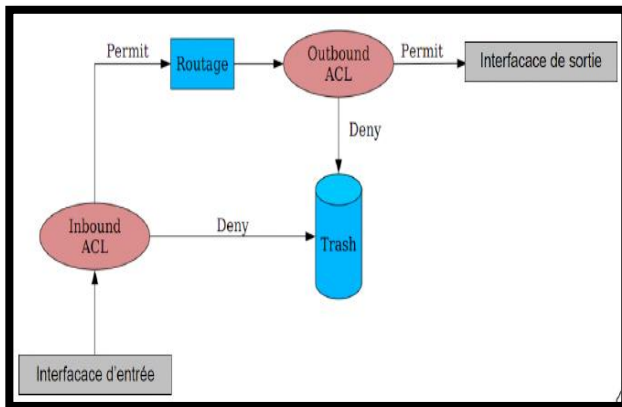 Permit
Routage
Outbound
ACL
Permit
Interfacace de sortie
Deny
Inbound
ACL
Deny
Trash
Interfacace d'entrée